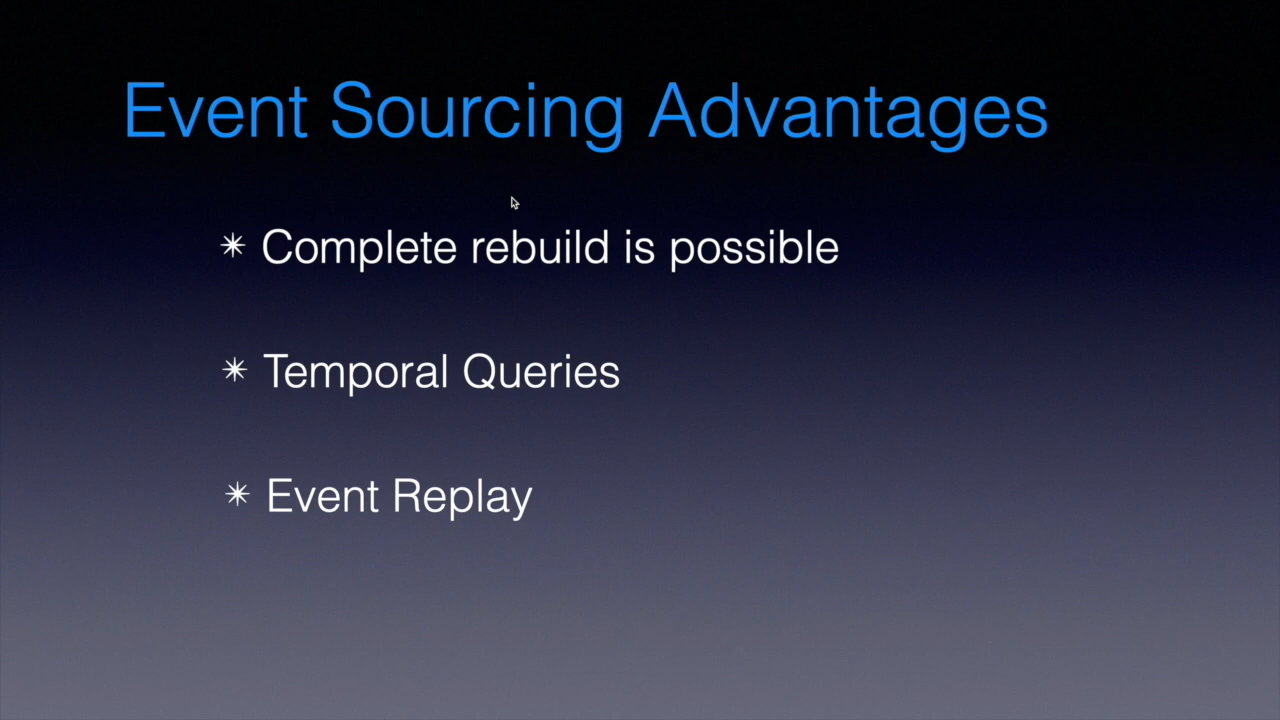 Event Sourcing Advantages
✴ Complete rebuild is possible
✴ Temporal Queries
✴ Event Replay